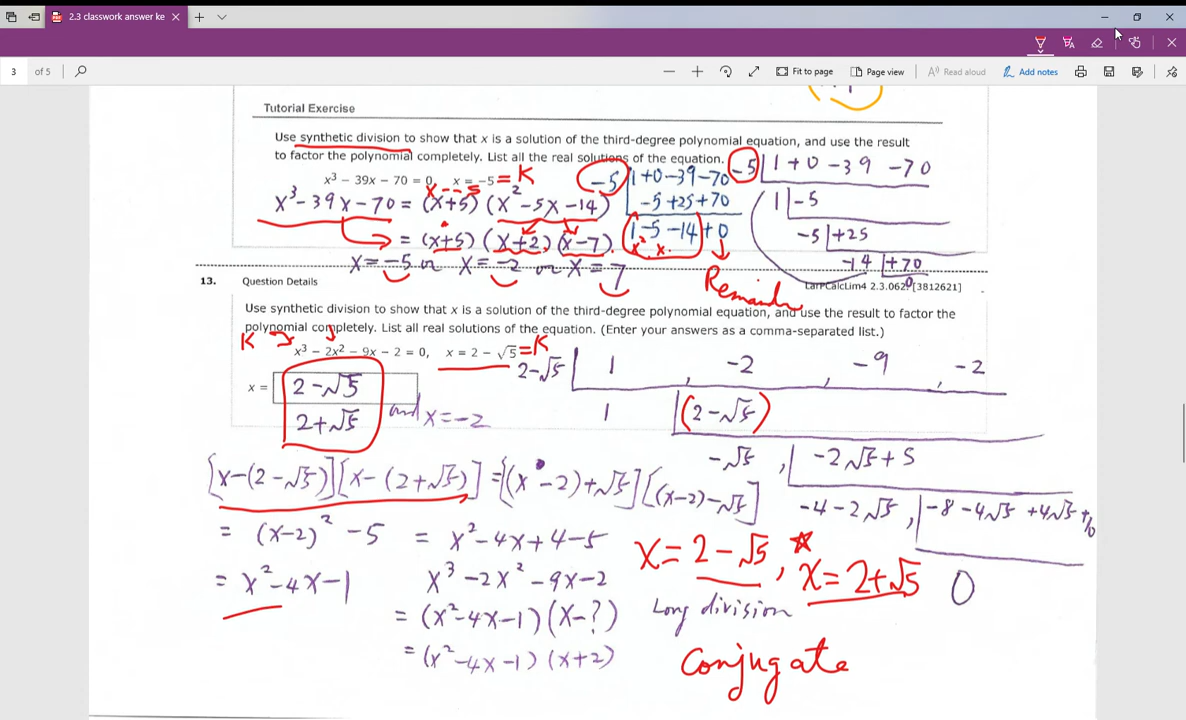 2.3 classwork answer ke
3 of 5
Fit to page
Page view
Read aloud
Add notes
Tutorial Exercise
Use synthetic division to show that x is a solution of the third-degree polynomial equation, and use the result
to factor the polynomial completely. List all the real solutions of the equation.
x³ − 39x − 70 = 0, x = −5 = K
x--5
x³-39x-70 = (x+5)(x²-5x-14)
= (x+5)(x+2)(x-7).
x=-5 or x=-2 or x=7
-5 | 1+0-39-70
-5+25+70
1-5-14+0
x² x.
Remainder
-5 | 1+0-39-70
1 | -5
-5 | +25
-14 | +70
0
LarPCalcLim4 2.3.062. [3812621]
13. Question Details
Use synthetic division to show that x is a solution of the third-degree polynomial equation, and use the result to factor the
polynomial completely. List all real solutions of the equation. (Enter your answers as a comma-separated list.)
K
x³ − 2x² − 9x − 2 = 0, x = 2 − √5 = K
x = 2-√5
2+√5 and x=-2
2-√5 | 1 , -2 , -9 , -2
1 | (2-√5)
-√5 , | -2√5+5
-4-2√5 , | -8-4√5+4√5+10
0
[x-(2-√5)][x-(2+√5)] = [(x-2)+√5][(x-2)-√5]
= (x-2)²-5 = x²-4x+4-5
= x²-4x-1
x=2-√5 , x=2+√5
x³-2x²-9x-2
= (x²-4x-1)(x-?) Long division
= (x²-4x-1)(x+2)
Conjugate